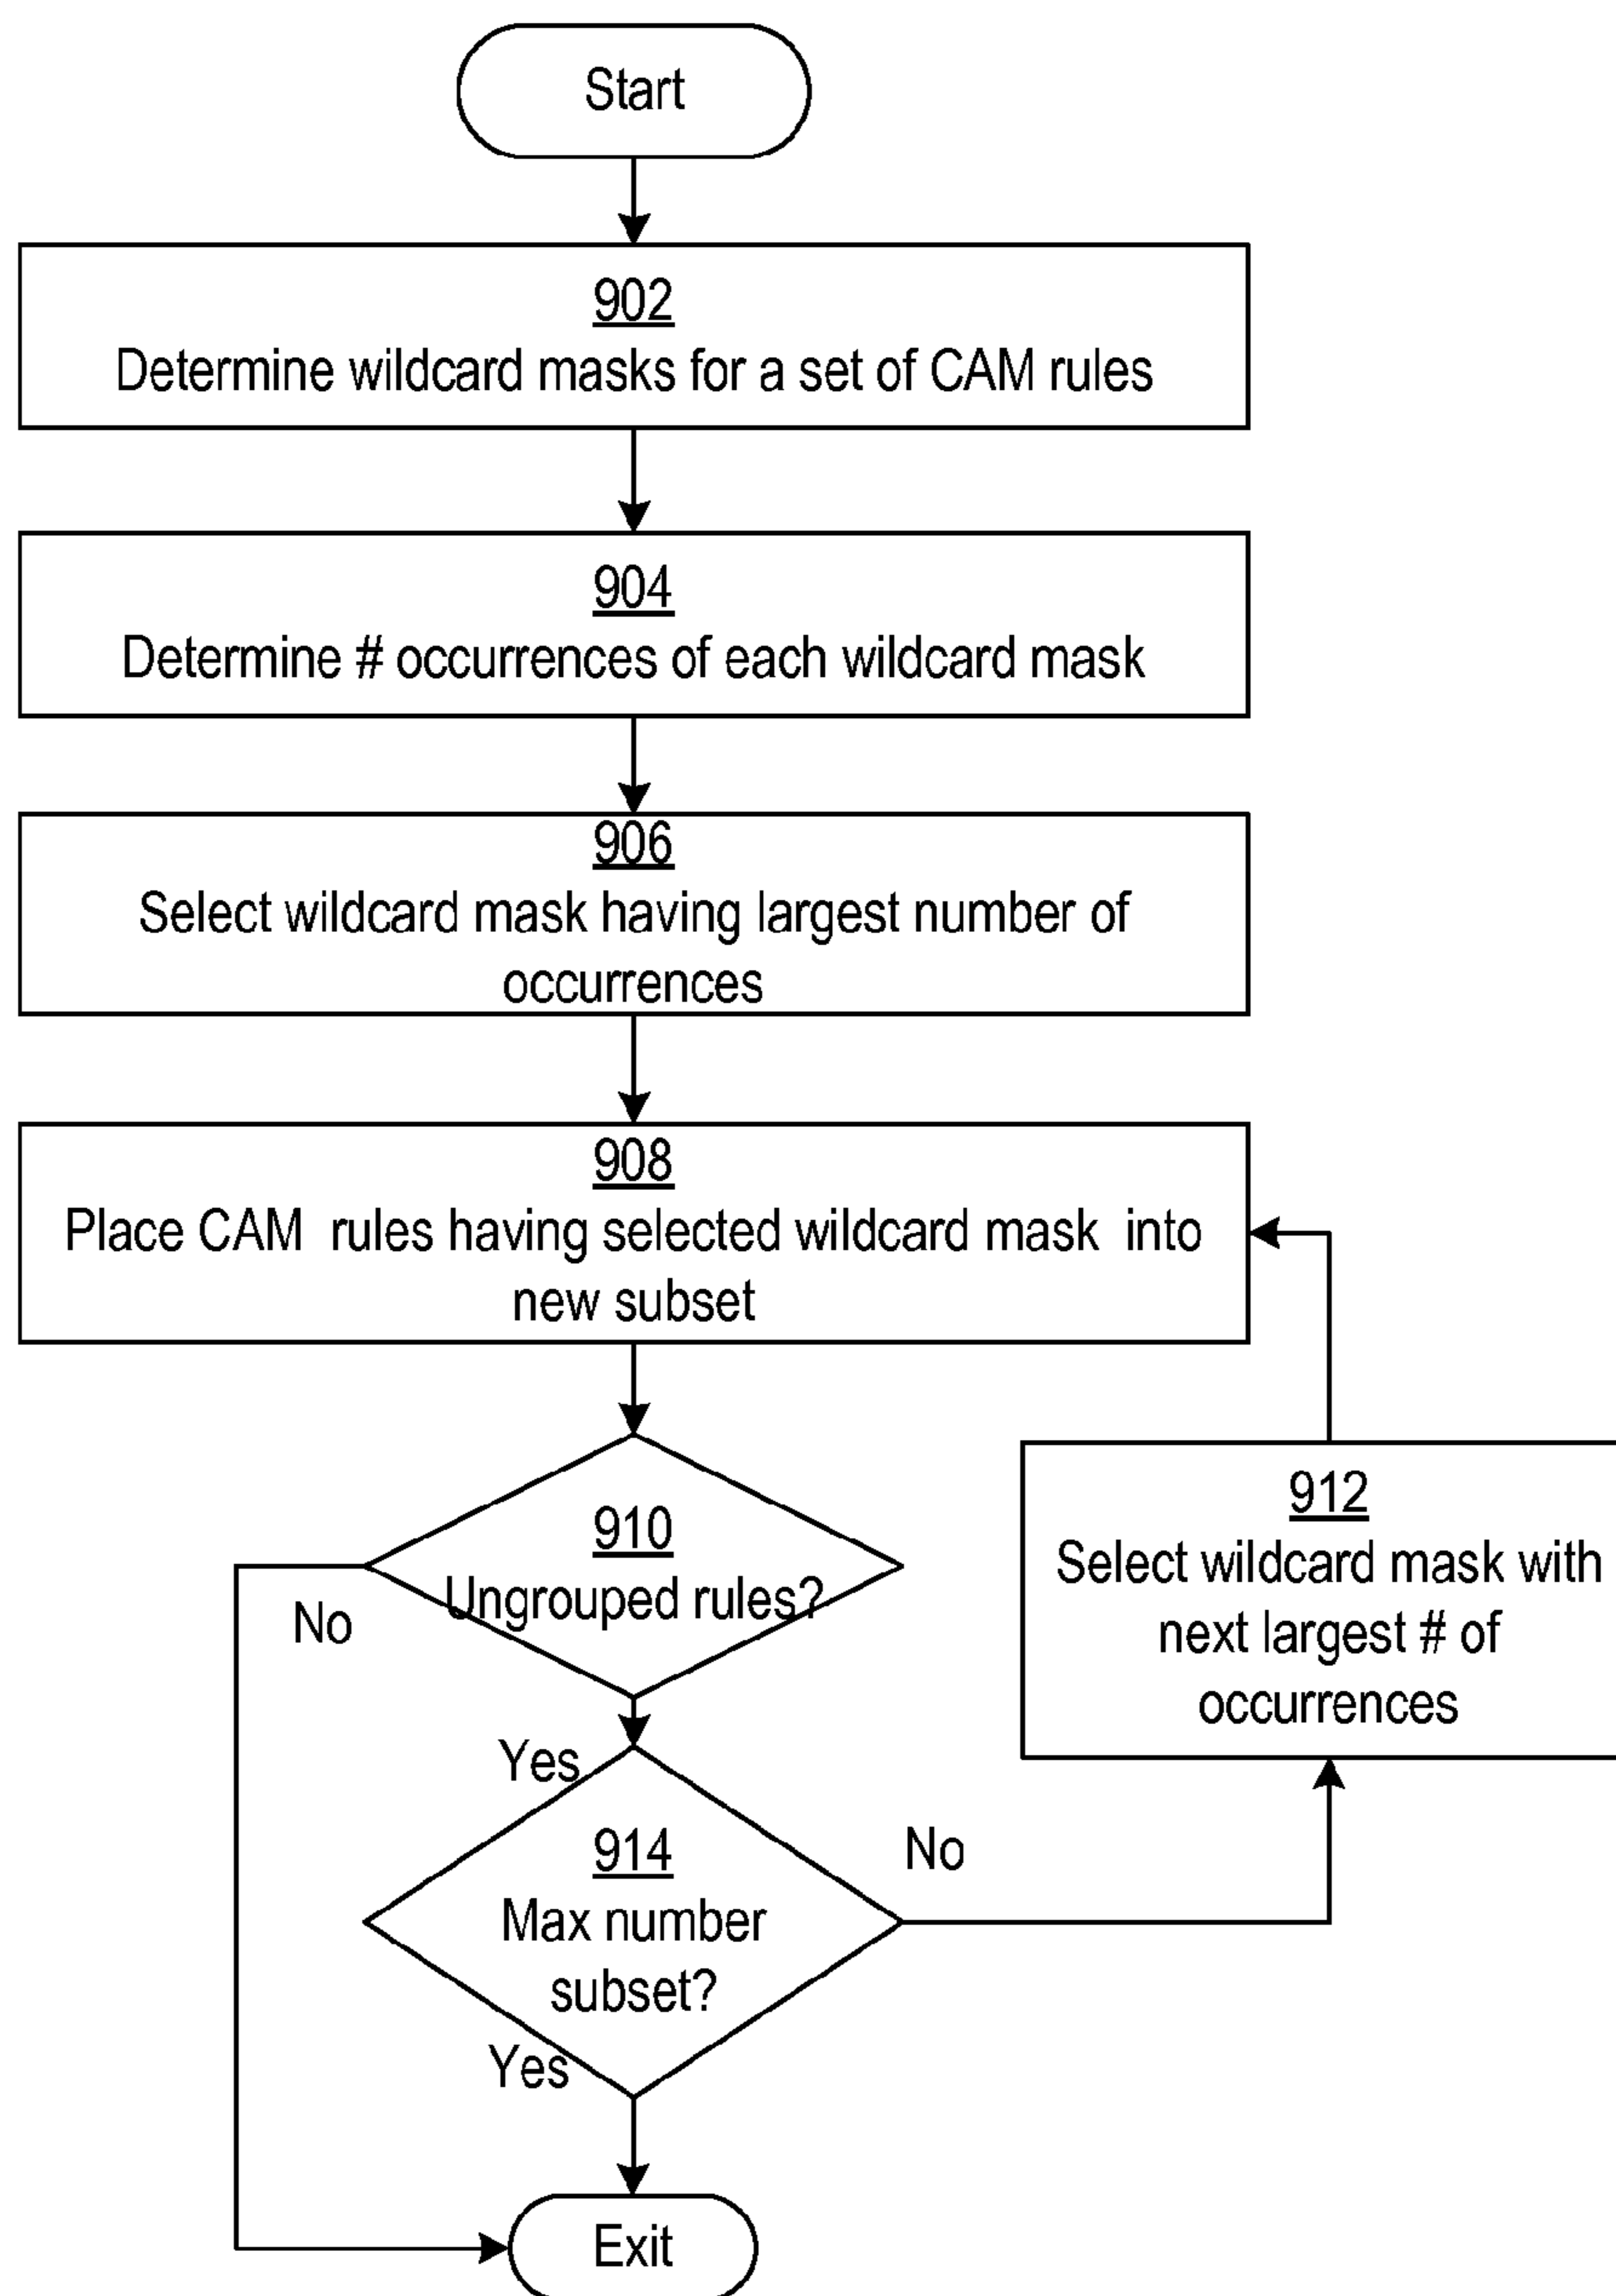 Start
902
Determine wildcard masks for a set of CAM rules
904
Determine # occurrences of each wildcard mask
906
Select wildcard mask having largest number of
occurrences
908
Place CAM rules having selected wildcard mask into
new subset
910
Ungrouped rules?
No
912
Select wildcard mask with
next largest # of
occurrences
Yes
914
Max number
subset?
No
Yes
Exit